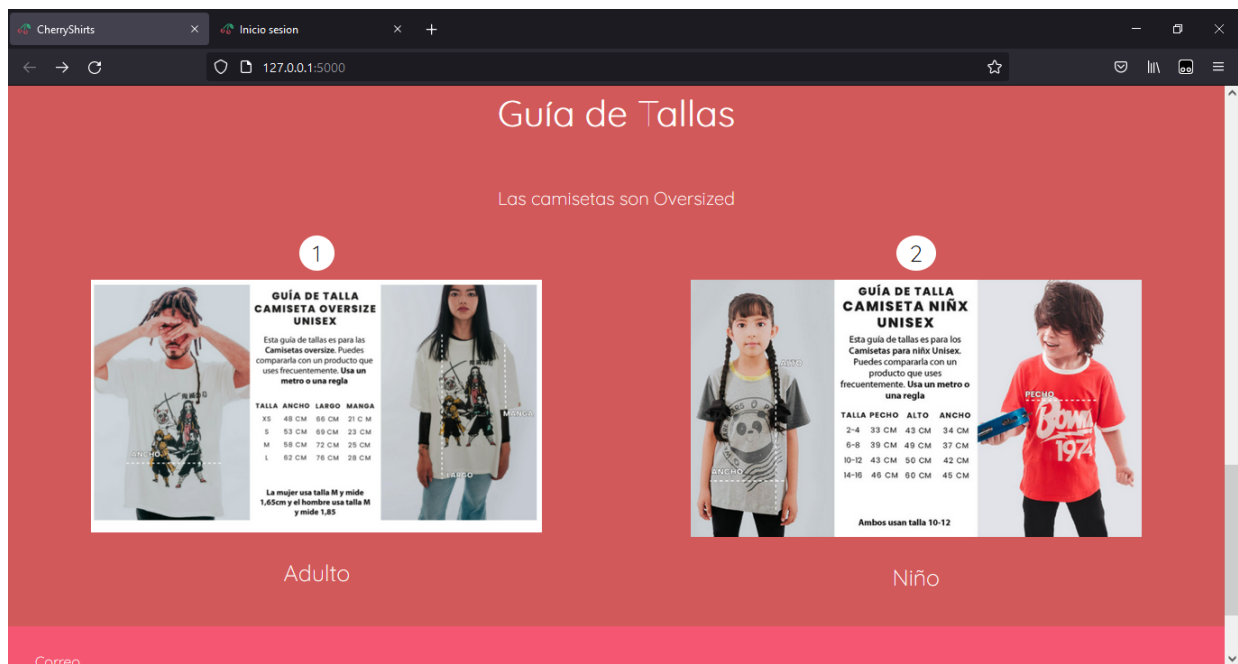 CherryShirts
Inicio sesion
127.0.0.1:5000
Guía de Tallas
Las camisetas son Oversized
1
GUÍA DE TALLA
CAMISETA OVERSIZE
UNISEX
Esta guía de tallas es para las
Camisetas oversize. Puedes
compararla con un producto que
uses frecuentemente. Usa un
metro o una regla
TALLA ANCHO LARGO MANGA
XS 48 CM 66 CM 21 C M
S 53 CM 69 CM 23 CM
M 58 CM 72 CM 25 CM
L 62 CM 76 CM 28 CM
La mujer usa talla M y mide
1,65cm y el hombre usa talla M
y mide 1,85
ANCHO
MANGA
LARGO
Adulto
2
GUÍA DE TALLA
CAMISETA NIÑX
UNISEX
Esta guía de tallas es para los
Camisetas para niñx Unisex.
Puedes compararla con un
producto que uses
frecuentemente. Usa un metro o
una regla
TALLA PECHO ALTO ANCHO
2-4 33 CM 43 CM 34 CM
6-8 39 CM 49 CM 37 CM
10-12 43 CM 50 CM 42 CM
14-16 46 CM 60 CM 45 CM
Ambos usan talla 10-12
ALTO
ANCHO
PECHO
1974
Niño
Correo